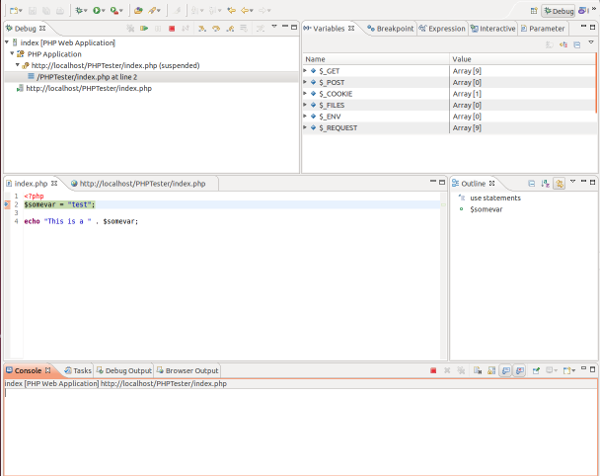 Debug
»
Debug
index [PHP Web Application]
PHP Application
http://localhost/PHPTester/index.php (suspended)
/PHPTester/index.php at line 2
http://localhost/PHPTester/index.php
Variables Breakpoint Expression Interactive Parameter
Name Value
$_GET Array [9]
$_POST Array [0]
$_COOKIE Array [1]
$_FILES Array [0]
$_ENV Array [0]
$_REQUEST Array [9]
index.php http://localhost/PHPTester/index.php
1 <?php
2 $somevar = "test";
3
4 echo "This is a " . $somevar;
Outline
use statements
$somevar
Console Tasks Debug Output Browser Output
index [PHP Web Application] http://localhost/PHPTester/index.php